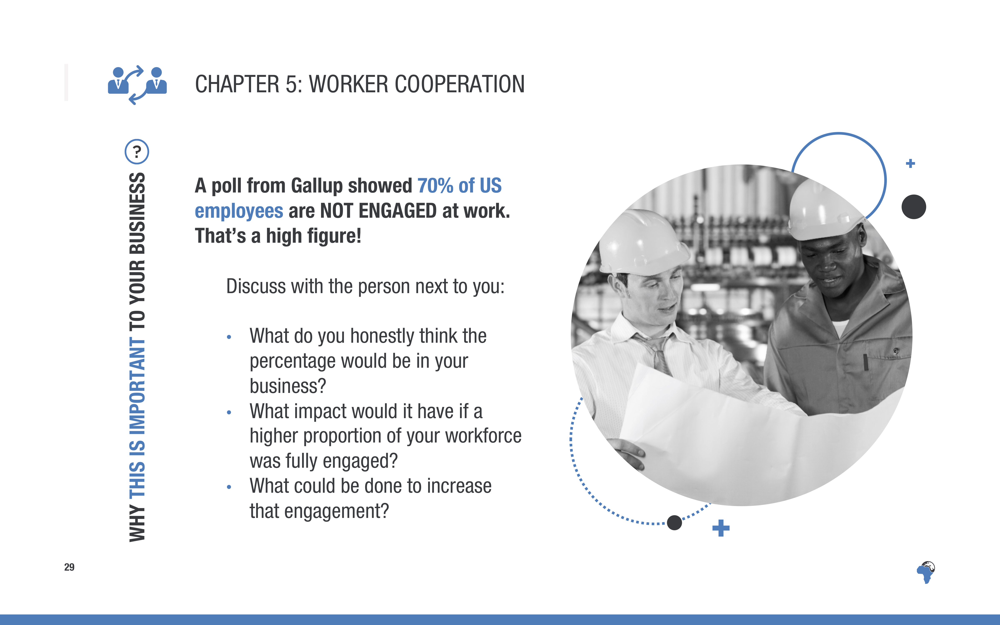 CHAPTER 5: WORKER COOPERATION
WHY THIS IS IMPORTANT TO YOUR BUSINESS ?
A poll from Gallup showed 70% of US
employees are NOT ENGAGED at work.
That’s a high figure!
Discuss with the person next to you:
• What do you honestly think the
percentage would be in your
business?
• What impact would it have if a
higher proportion of your workforce
was fully engaged?
• What could be done to increase
that engagement?
29